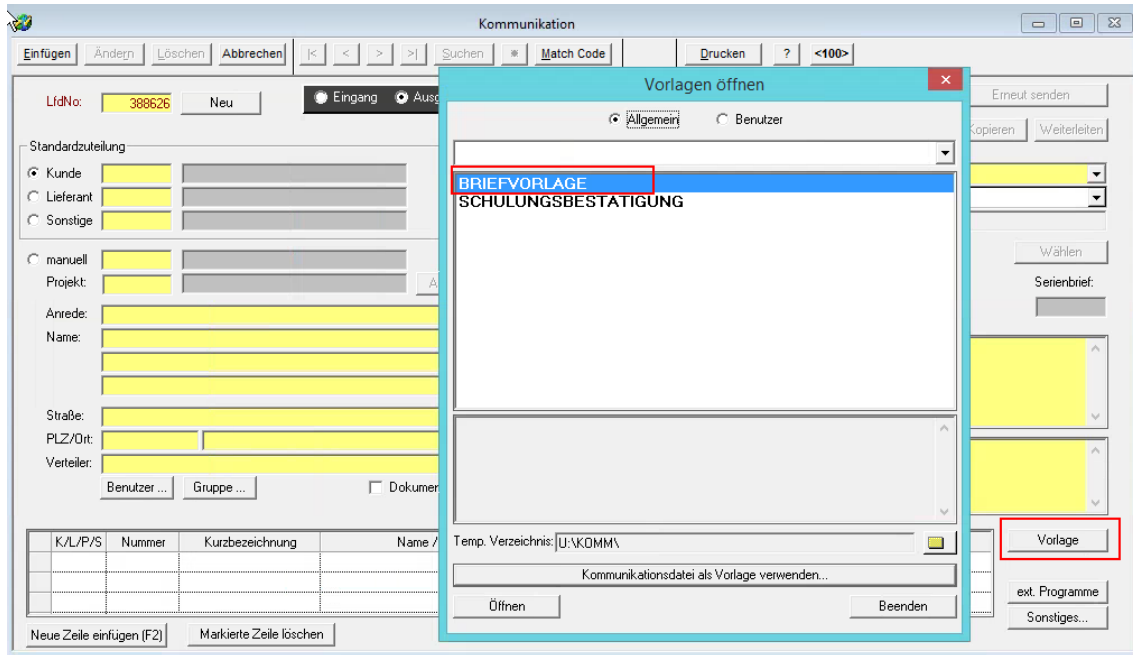 Kommunikation
Einfügen Ändern Löschen Abbrechen |< < > >| Suchen * Match Code Drucken ? <100>
LfdNo: 388626 Neu Eingang Ausg
Erneut senden
Kopieren Weiterleiten
Standardzuteilung
Kunde
Lieferant
Sonstige
manuell
Projekt: A
Wählen
Serienbrief:
Anrede:
Name:
Straße:
PLZ/Ort:
Verteiler:
Benutzer ... Gruppe ... Dokumen
K/L/P/S Nummer Kurzbezeichnung Name /
Neue Zeile einfügen (F2) Markierte Zeile löschen
Vorlage
ext. Programme
Sonstiges...
Vorlagen öffnen
Allgemein Benutzer
BRIEFVORLAGE
SCHULUNGSBESTÄTIGUNG
Temp. Verzeichnis: U:\KOMM\
Kommunikationsdatei als Vorlage verwenden...
Öffnen Beenden